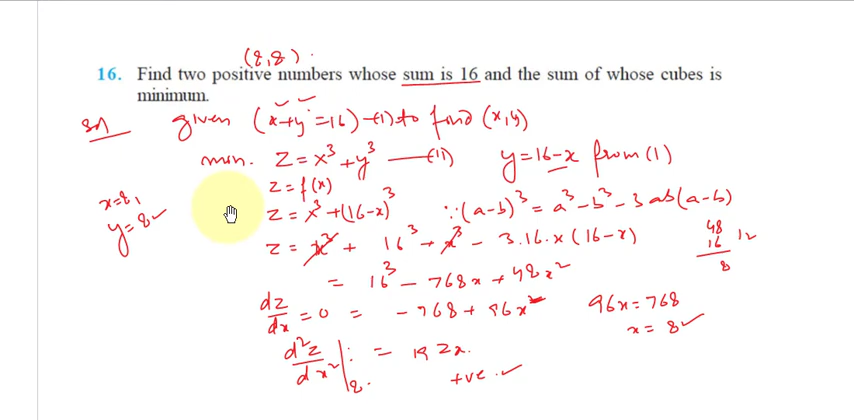 (8,8)
16. Find two positive numbers whose sum is 16 and the sum of whose cubes is
minimum.
Sol given (x+y=16) —(1) to find (x,y)
min. z = x³ + y³ —(11) y = 16-x from (1)
z = f(x)
x=8,
y=8
z = x³ + (16-x)³ ∵ (a-b)³ = a³ - b³ - 3ab(a-b)
z = x³ + 16³ - x³ - 3.16.x(16-x)
48
16
8
12
= 16³ - 768x + 48x²
dz/dx = 0 = -768 + 96x² 96x = 768
x = 8
d²z/dx² |8 = 192x.
+ve.